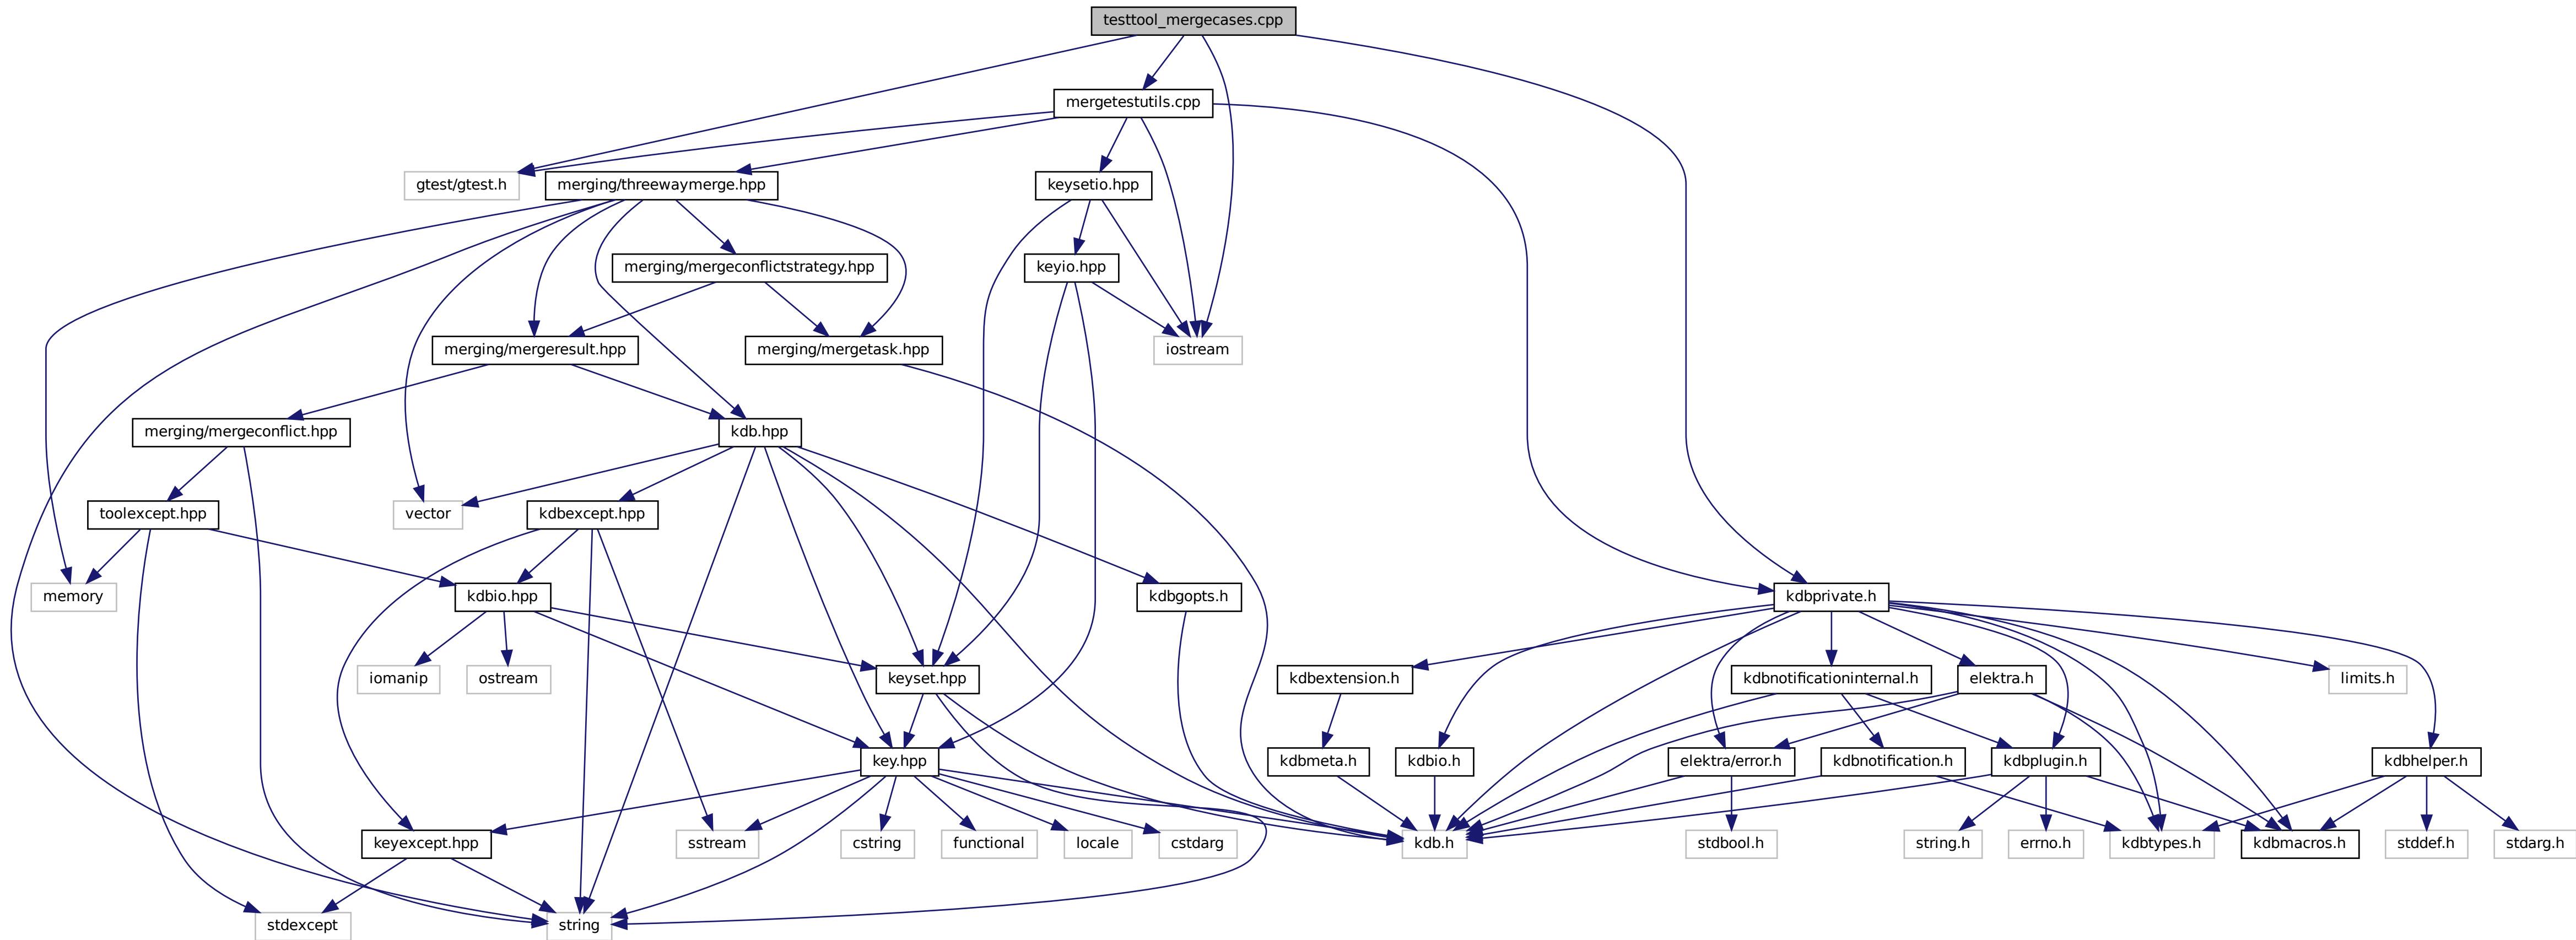 testtool_mergecases.cpp
mergetestutils.cpp
gtest/gtest.h
merging/threewaymerge.hpp
keysetio.hpp
merging/mergeconflictstrategy.hpp
keyio.hpp
merging/mergeresult.hpp
merging/mergetask.hpp
iostream
merging/mergeconflict.hpp
kdb.hpp
toolexcept.hpp
vector
kdbexcept.hpp
memory
kdbio.hpp
kdbgopts.h
kdbprivate.h
iomanip
ostream
keyset.hpp
kdbextension.h
kdbnotificationinternal.h
elektra.h
limits.h
key.hpp
kdbmeta.h
kdbio.h
elektra/error.h
kdbnotification.h
kdbplugin.h
kdbhelper.h
keyexcept.hpp
sstream
cstring
functional
locale
cstdarg
kdb.h
stdbool.h
string.h
errno.h
kdbtypes.h
kdbmacros.h
stddef.h
stdarg.h
stdexcept
string